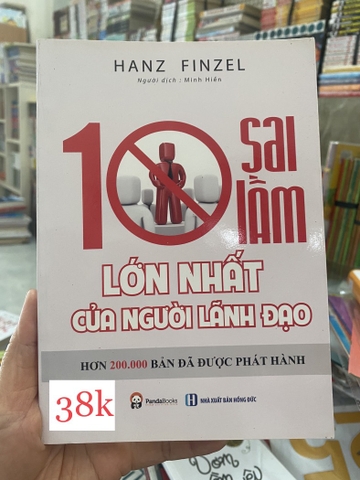 HANZ FINZEL
Người dịch : Minh Hiền
10 sai lầm
LỚN NHẤT
CỦA NGƯỜI LÃNH ĐẠO
HƠN 200.000 BẢN ĐÃ ĐƯỢC PHÁT HÀNH
38k
PandaBooks
NHÀ XUẤT BẢN HỒNG ĐỨC